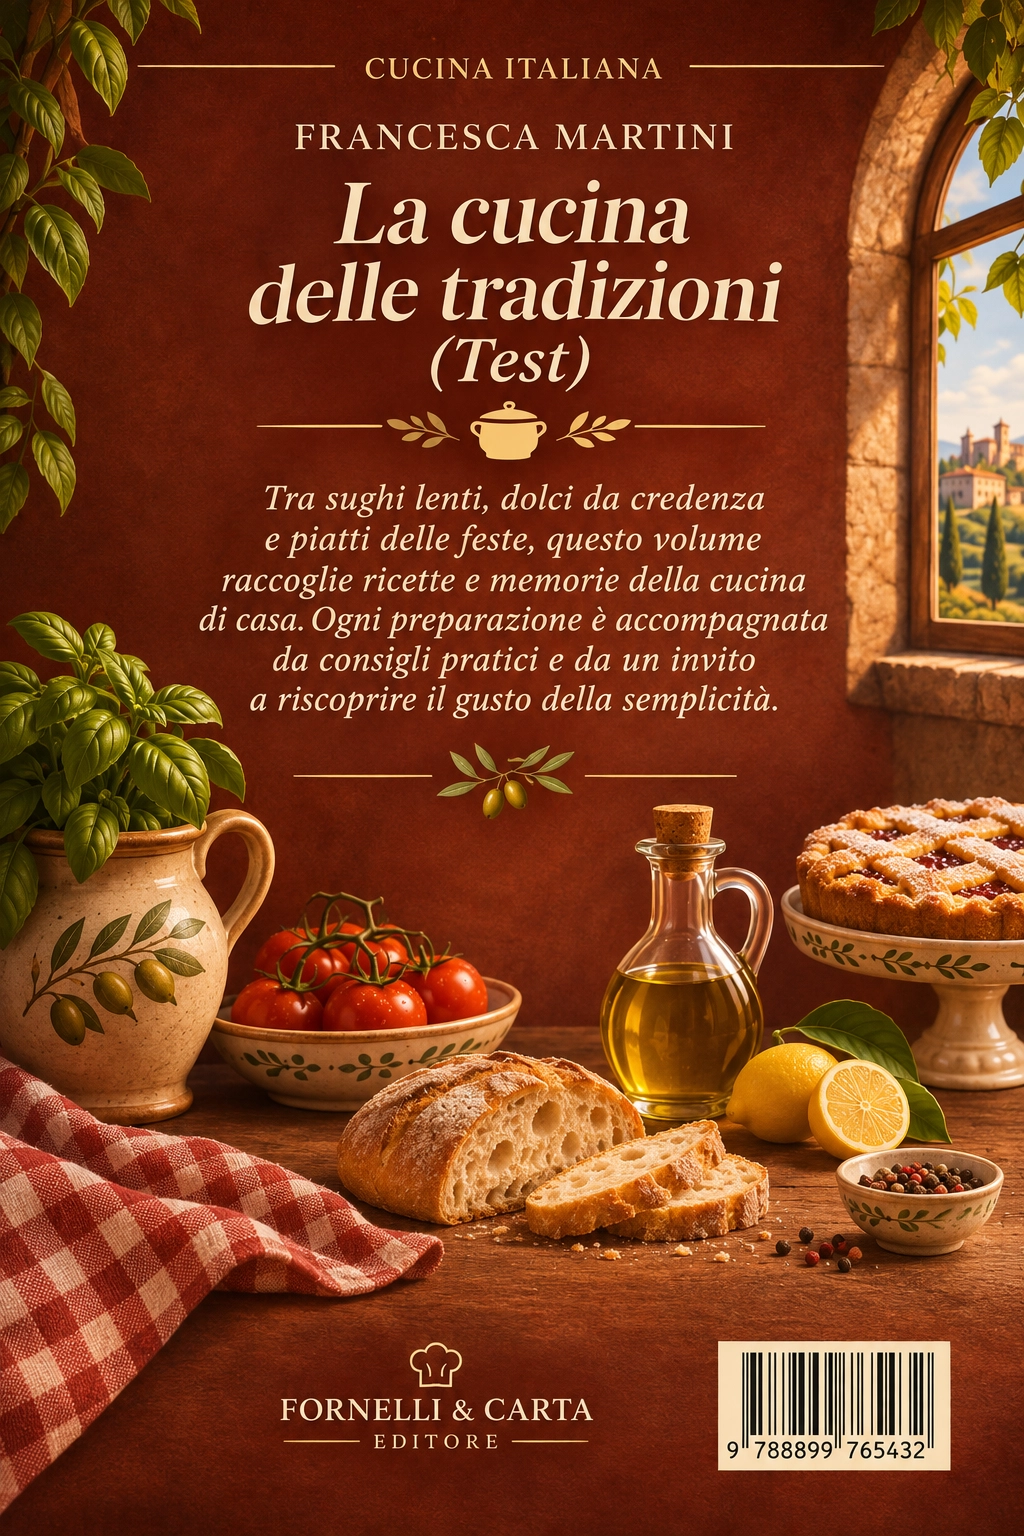 CUCINA ITALIANA
FRANCESCA MARTINI
La cucina
delle tradizioni
(Test)
Tra sughi lenti, dolci da credenza
e piatti delle feste, questo volume
raccoglie ricette e memorie della cucina
di casa. Ogni preparazione è accompagnata
da consigli pratici e da un invito
a riscoprire il gusto della semplicità.
FORNELLI & CARTA
EDITORE
9 788899 765432